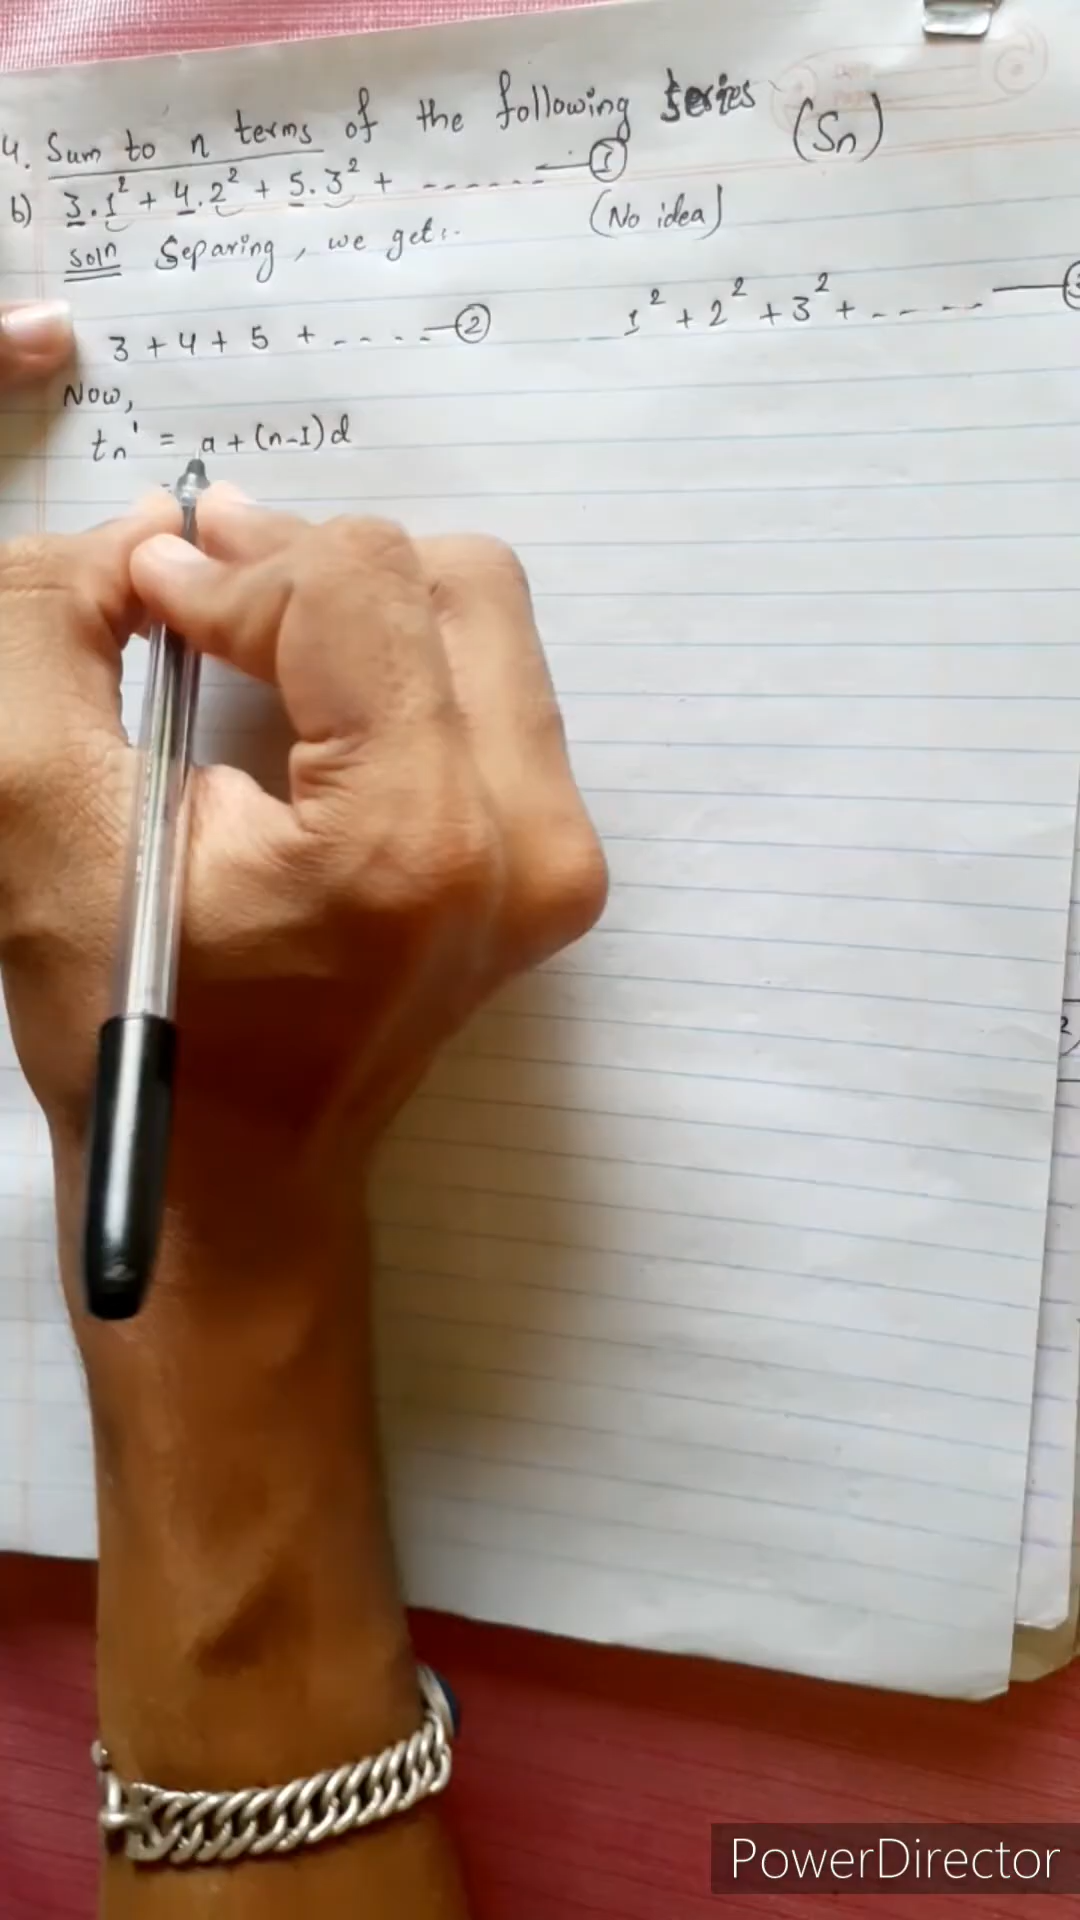 4. Sum to n terms of the following series (Sn)
b) 3.1² + 4.2² + 5.3² + ------ ①
(No idea)
Soln Separing, we get:-
3 + 4 + 5 + ---- ② 1² + 2² + 3² + ----
Now,
tn' = a + (n-1)d
=
PowerDirector